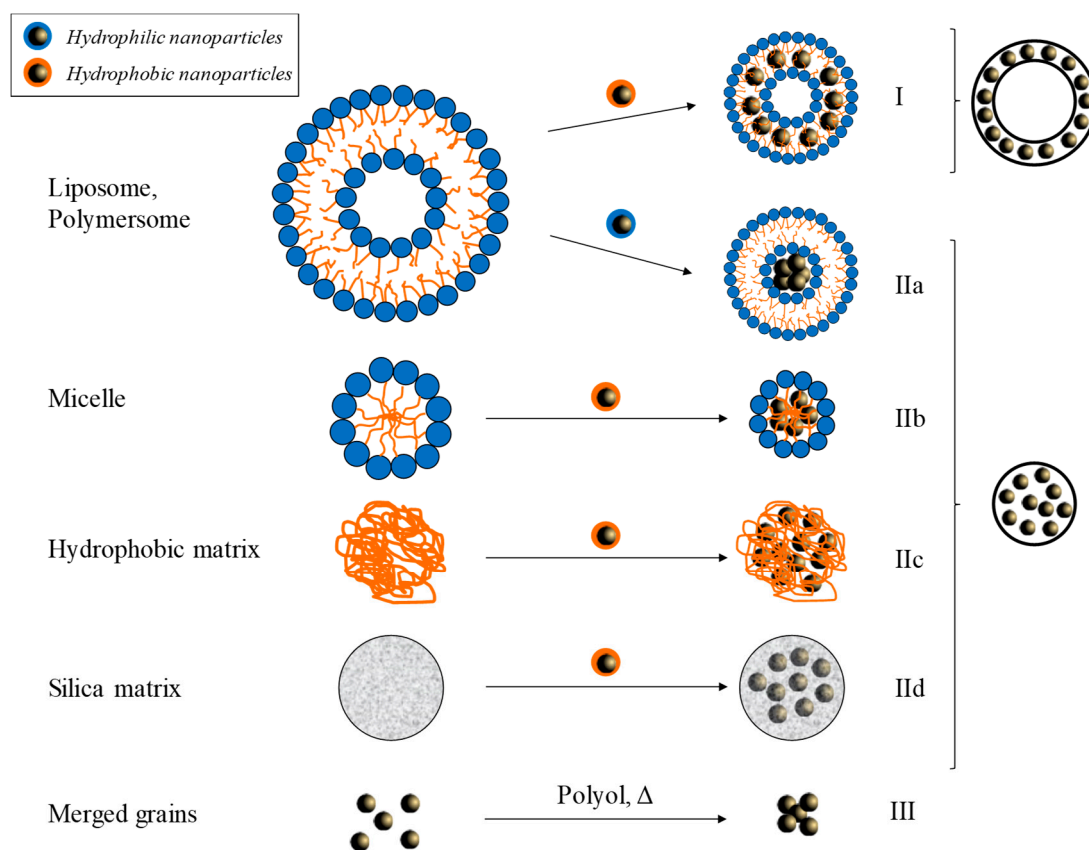 Hydrophilic nanoparticles
Hydrophobic nanoparticles
I
Liposome,
Polymersome
IIa
Micelle
IIb
Hydrophobic matrix
IIc
Silica matrix
IId
Polyol, Δ
Merged grains
III